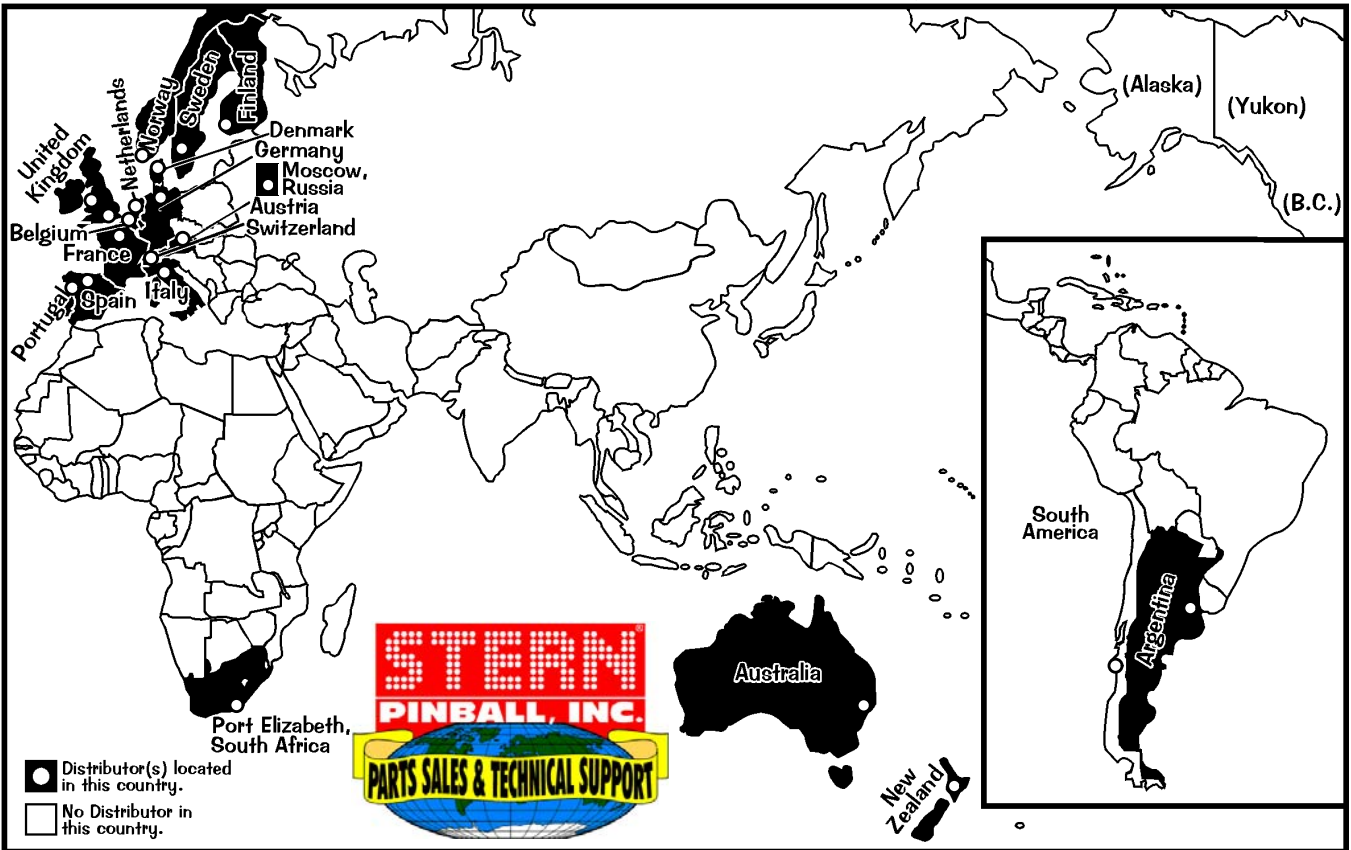 Norway
Sweden
Finland
Netherlands
United
Kingdom
Denmark
Germany
Moscow,
Russia
Austria
Switzerland
Belgium
France
Portugal
Spain
Italy
(Alaska)
(Yukon)
(B.C.)
South
America
Argentina
Australia
New
Zealand
Port Elizabeth,
South Africa
STERN®
PINBALL, INC.
PARTS SALES & TECHNICAL SUPPORT
Distributor(s) located
in this country.
No Distributor in
this country.